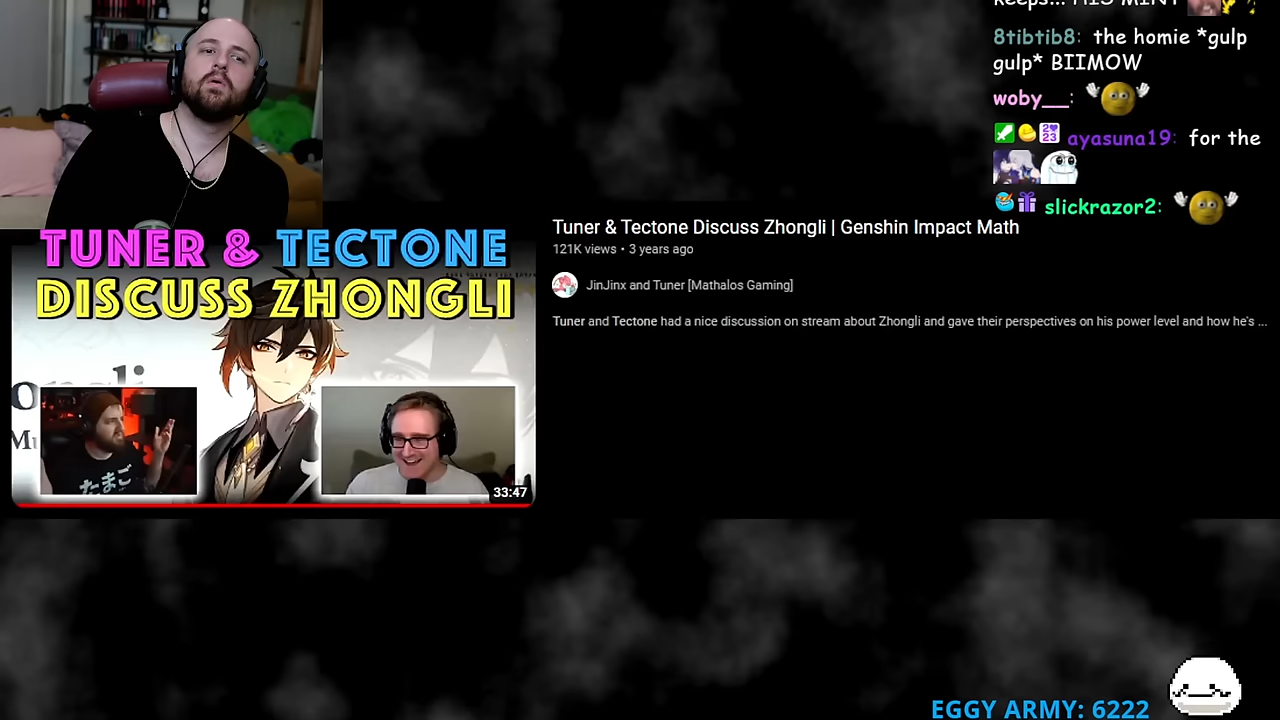 8tibtib8: the homie *gulp
gulp* BIIMOW
woby__:
ayasuna19: for the
slickrazor2:
TUNER & TECTONE
DISCUSS ZHONGLI
たまご
33:47
Tuner & Tectone Discuss Zhongli | Genshin Impact Math
121K views • 3 years ago
JinJinx and Tuner [Mathalos Gaming]
Tuner and Tectone had a nice discussion on stream about Zhongli and gave their perspectives on his power level and how he's ...
EGGY ARMY: 6222